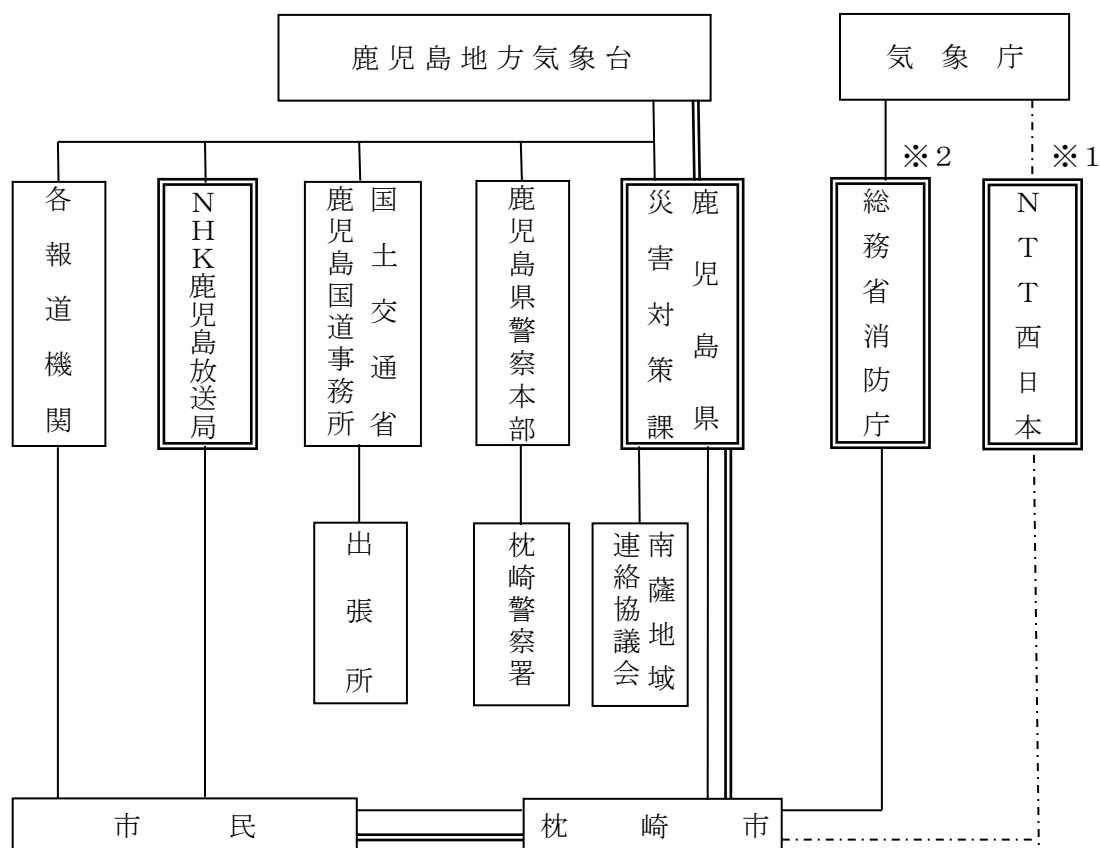 鹿児島地方気象台
気象庁
※2
※1
各報道機関
NHK鹿児島放送局
国土交通省
鹿児島国道事務所
鹿児島県警察本部
鹿児島県
災害対策課
総務省消防庁
NTT西日本
出張所
枕崎警察署
南薩地域
連絡協議会
市民
枕崎市